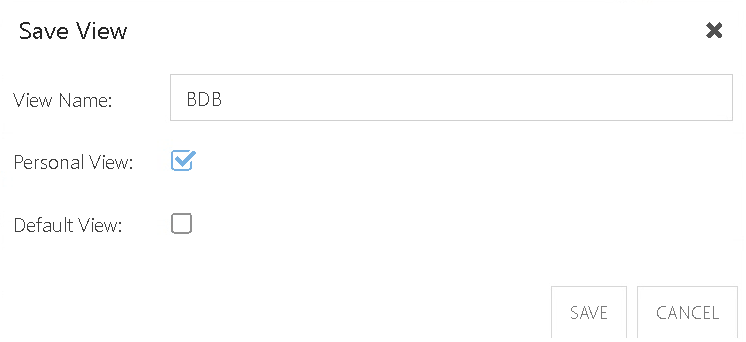 Save View
View Name: BDB
Personal View:
Default View:
SAVE CANCEL